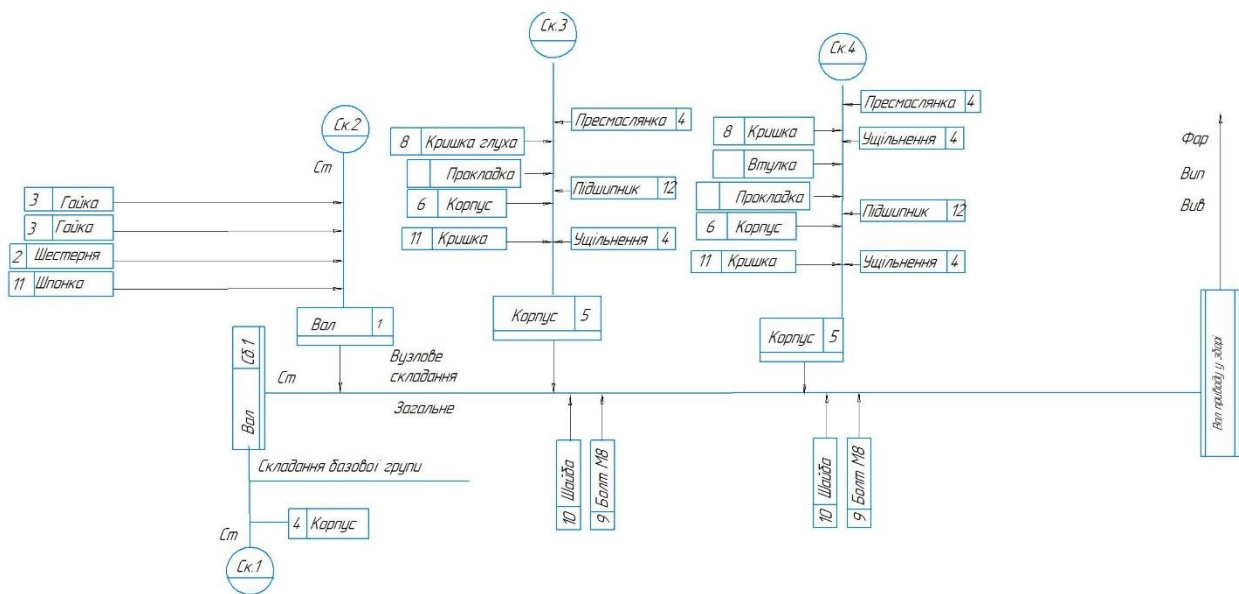 Ск.3
Ск.4
Пресмаслянка 4
Пресмаслянка 4
Ск.2
8 Кришка глуха
8 Кришка
Ущільнення 4
Фар
Ст
Прокладка
Втулка
Вип
Підшипник 12
Прокладка
3 Гайка
6 Корпус
Підшипник 12
Вив
3 Гайка
11 Кришка
Ущільнення 4
6 Корпус
2 Шестерня
11 Кришка
Ущільнення 4
11 Шпонка
Вал 1
Корпус 5
Корпус 5
Вал Сб.1
Ст
Вузлове
складання
Загальне
Вал приводу у зборі
10 Шайба
9 Болт М8
10 Шайба
9 Болт М8
Складання базової групи
4 Корпус
Ст
Ск.1